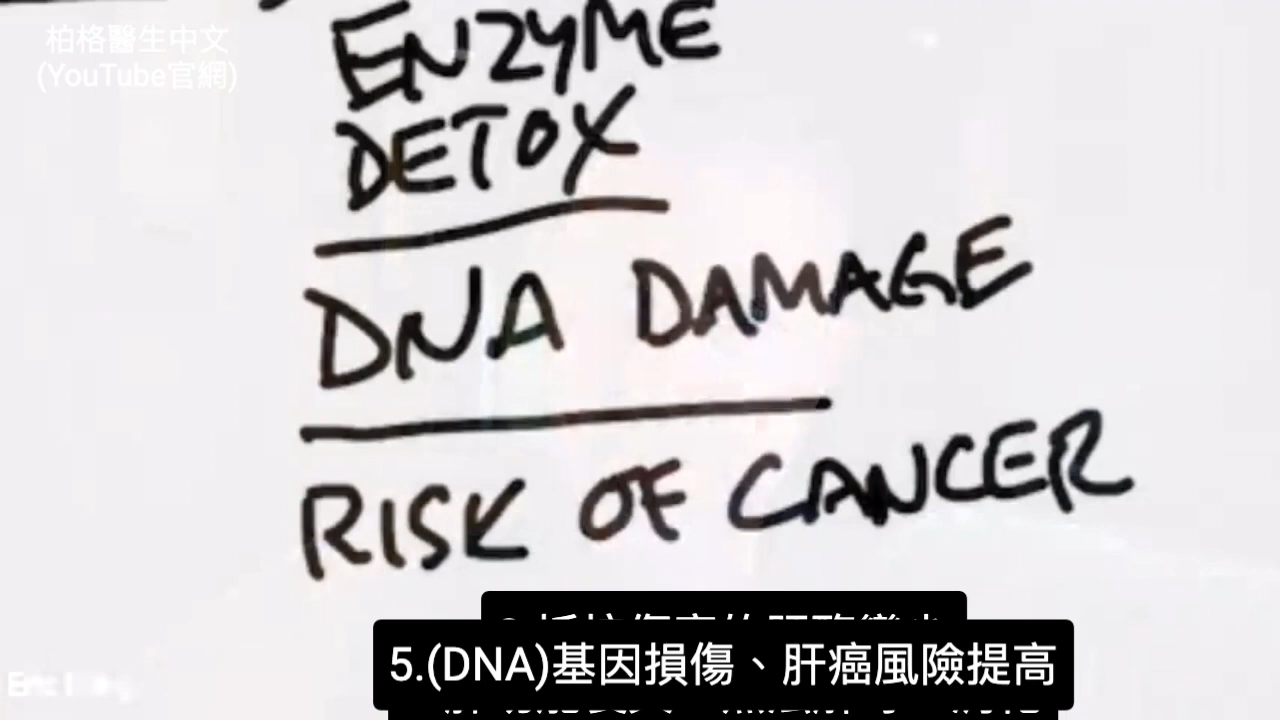 柏格醫生中文
(YouTube官網)
ENZYME
DETOX
DNA DAMAGE
RISK OF CANCER
5.(DNA)基因損傷、肝癌風險提高